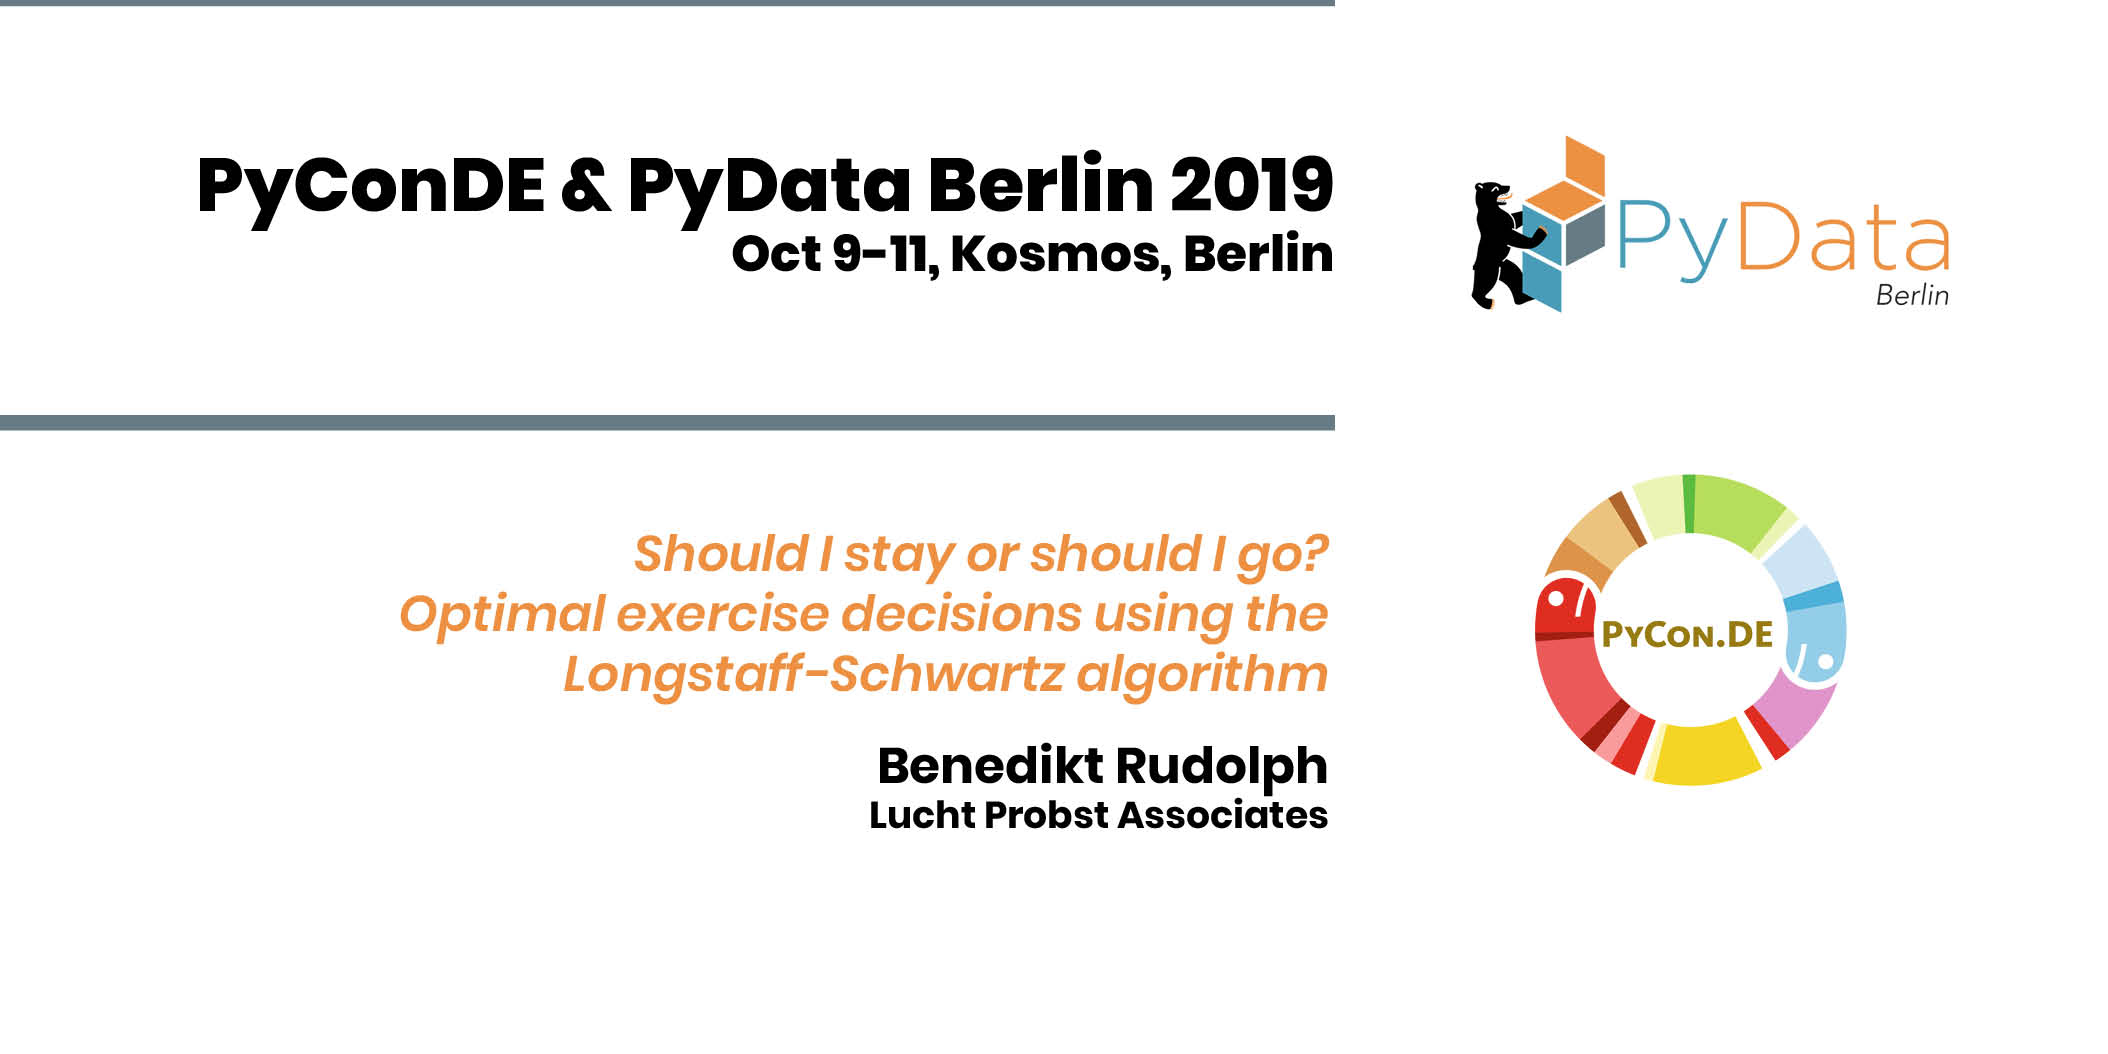 PyConDE & PyData Berlin 2019
Oct 9-11, Kosmos, Berlin
PyData
Berlin
Should I stay or should I go?
Optimal exercise decisions using the
Longstaff-Schwartz algorithm
PyCon.DE
Benedikt Rudolph
Lucht Probst Associates